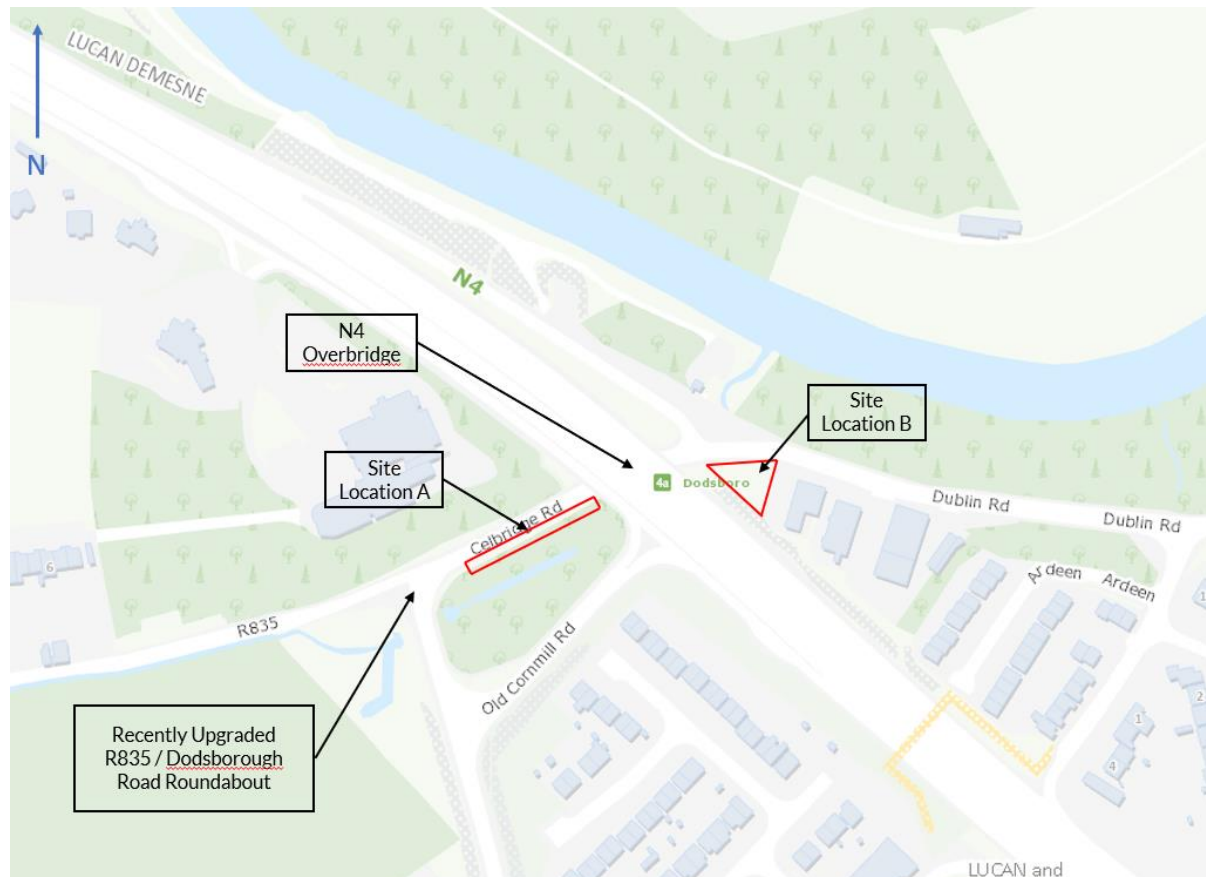 LUCAN DEMESNE
N
N4
N4
Overbridge
Site
Location B
4a Dodsboro
Site
Location A
Celbridge Rd
Dublin Rd
Dublin Rd
Ardeen
Ardeen
6
R835
Old Cornmill Rd
1
2
1
4
Recently Upgraded
R835 / Dodsborough
Road Roundabout
LUCAN and